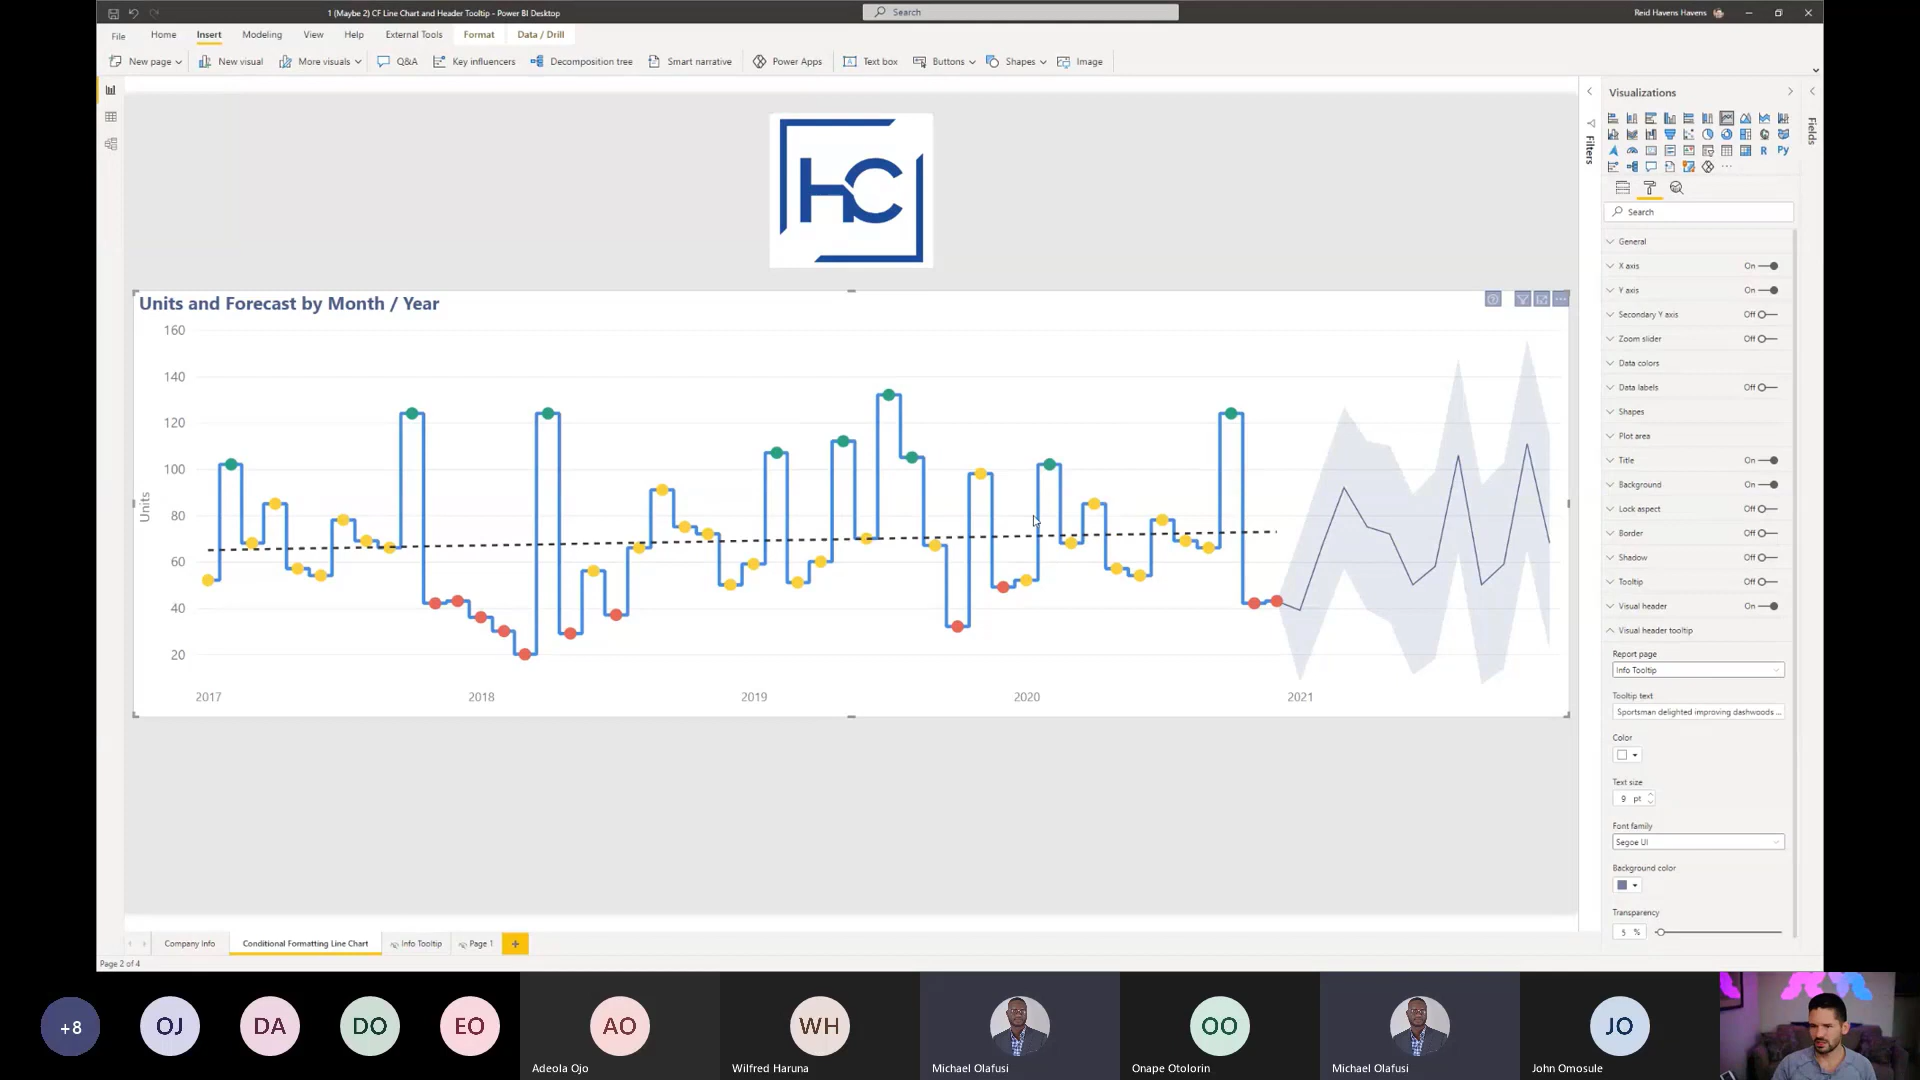 1 (Maybe 2) CF Line Chart and Header Tooltip - Power BI Desktop
Search
Reid Havens Havens
File
Home
Insert
Modeling
View
Help
External Tools
Format
Data / Drill
New page
New visual
More visuals
Q&A
Key influencers
Decomposition tree
Smart narrative
Power Apps
Text box
Buttons
Shapes
Image
HC
Units and Forecast by Month / Year
160
140
120
100
80
60
40
20
Units
2017
2018
2019
2020
2021
Filters
Visualizations
Fields
R
Py
Search
General
X axis On
Y axis On
Secondary Y axis Off
Zoom slider Off
Data colors
Data labels Off
Shapes
Plot area
Title On
Background On
Lock aspect Off
Border Off
Shadow Off
Tooltip Off
Visual header On
Visual header tooltip
Report page
Info Tooltip
Tooltip text
Sportsman delighted improving dashwoods ...
Color
Text size
9 pt
Font family
Segoe UI
Background color
Transparency
5 %
Company Info
Conditional Formatting Line Chart
Info Tooltip
Page 1
+
Page 2 of 4
+8
OJ
DA
DO
EO
AO
Adeola Ojo
WH
Wilfred Haruna
Michael Olafusi
OO
Onape Otolorin
Michael Olafusi
JO
John Omosule